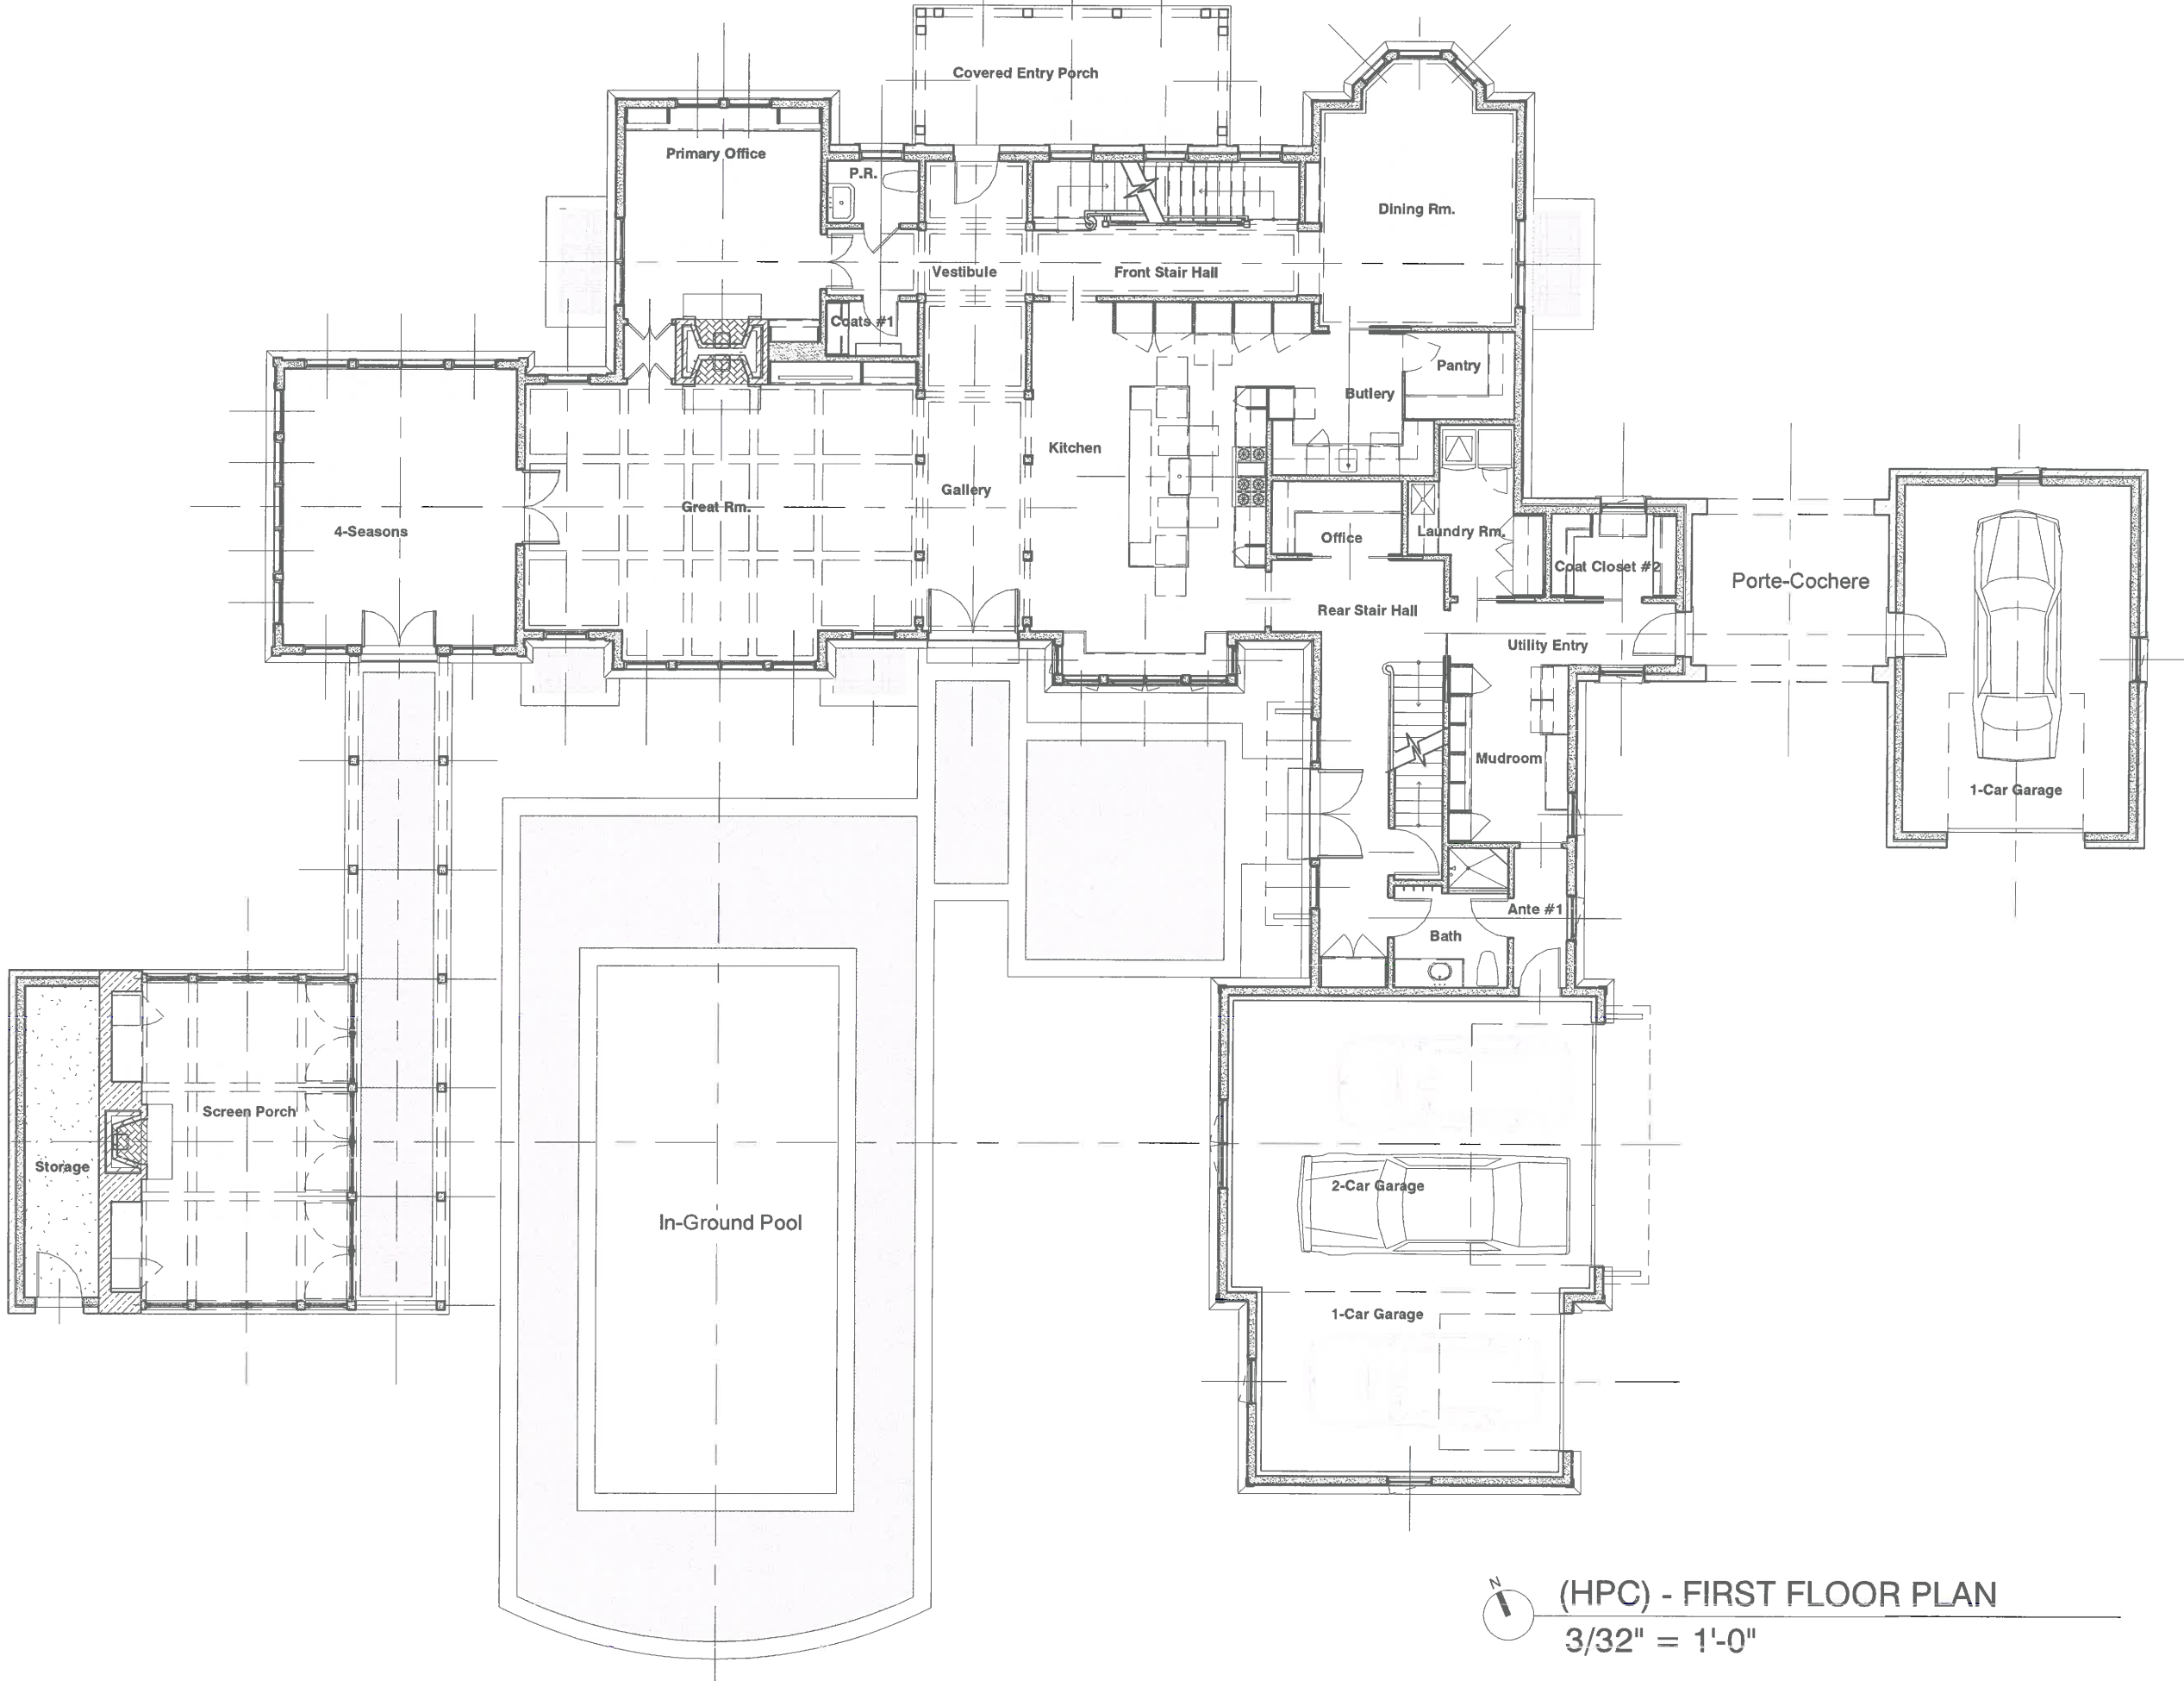 Covered Entry Porch
Primary Office
P.R.
Dining Rm.
Vestibule
Front Stair Hall
Coats #1
Pantry
Butlery
Kitchen
Gallery
Great Rm.
4-Seasons
Office
Laundry Rm.
Coat Closet #2
Porte-Cochere
Rear Stair Hall
Utility Entry
Mudroom
1-Car Garage
Ante #1
Bath
Screen Porch
Storage
2-Car Garage
In-Ground Pool
1-Car Garage
N
(HPC) - FIRST FLOOR PLAN
3/32" = 1'-0"